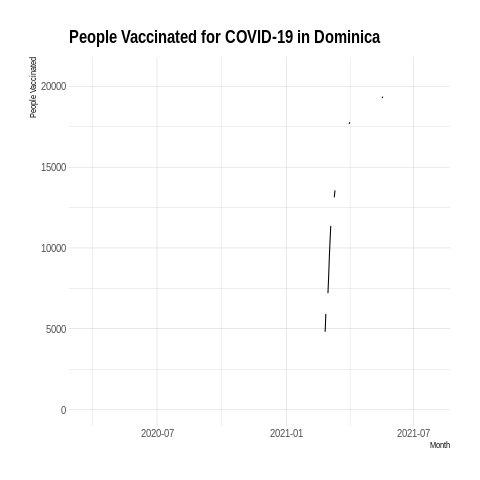 People Vaccinated for COVID-19 in Dominica
People Vaccinated
20000
15000
10000
5000
0
2020-07 2021-01 2021-07
Month